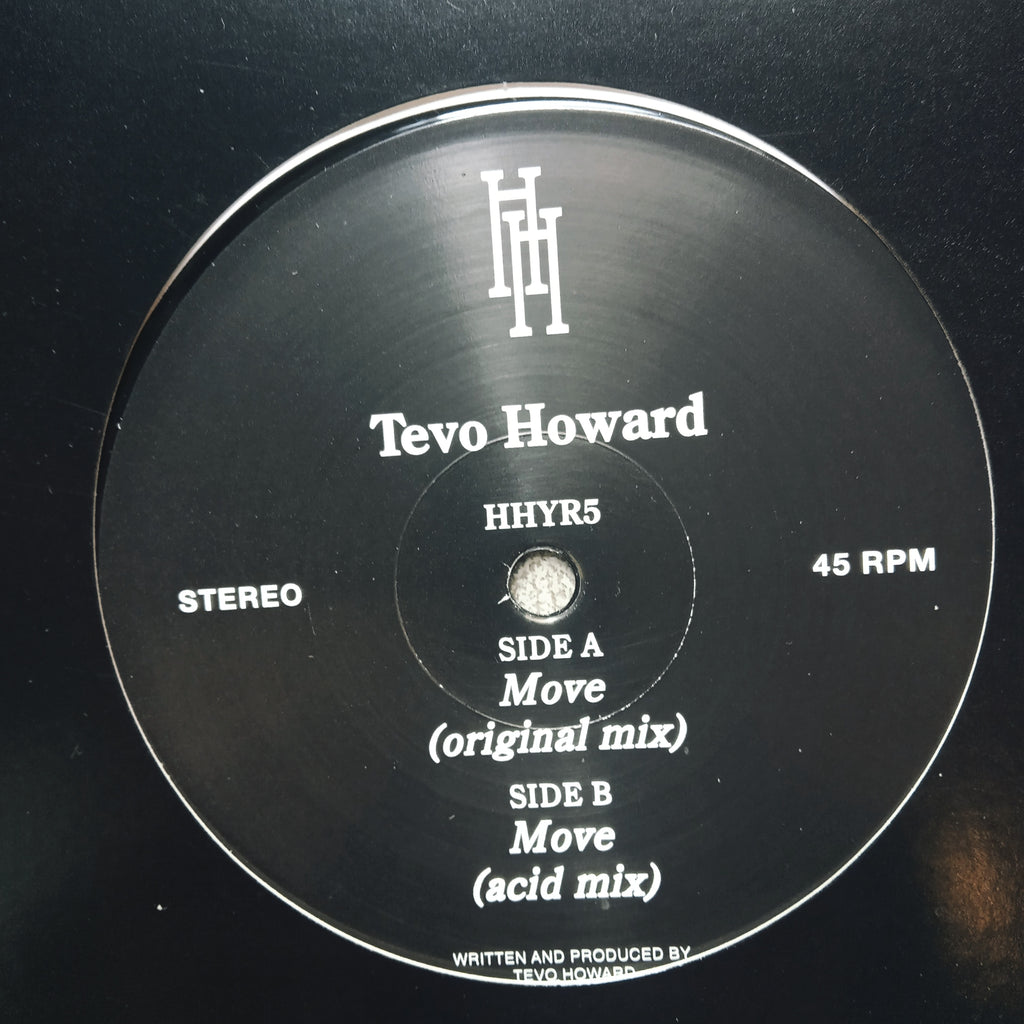 HH
Tevo Howard
HHYR5
STEREO
45 RPM
SIDE A
Move
(original mix)
SIDE B
Move
(acid mix)
WRITTEN AND PRODUCED BY
TEVO HOWARD